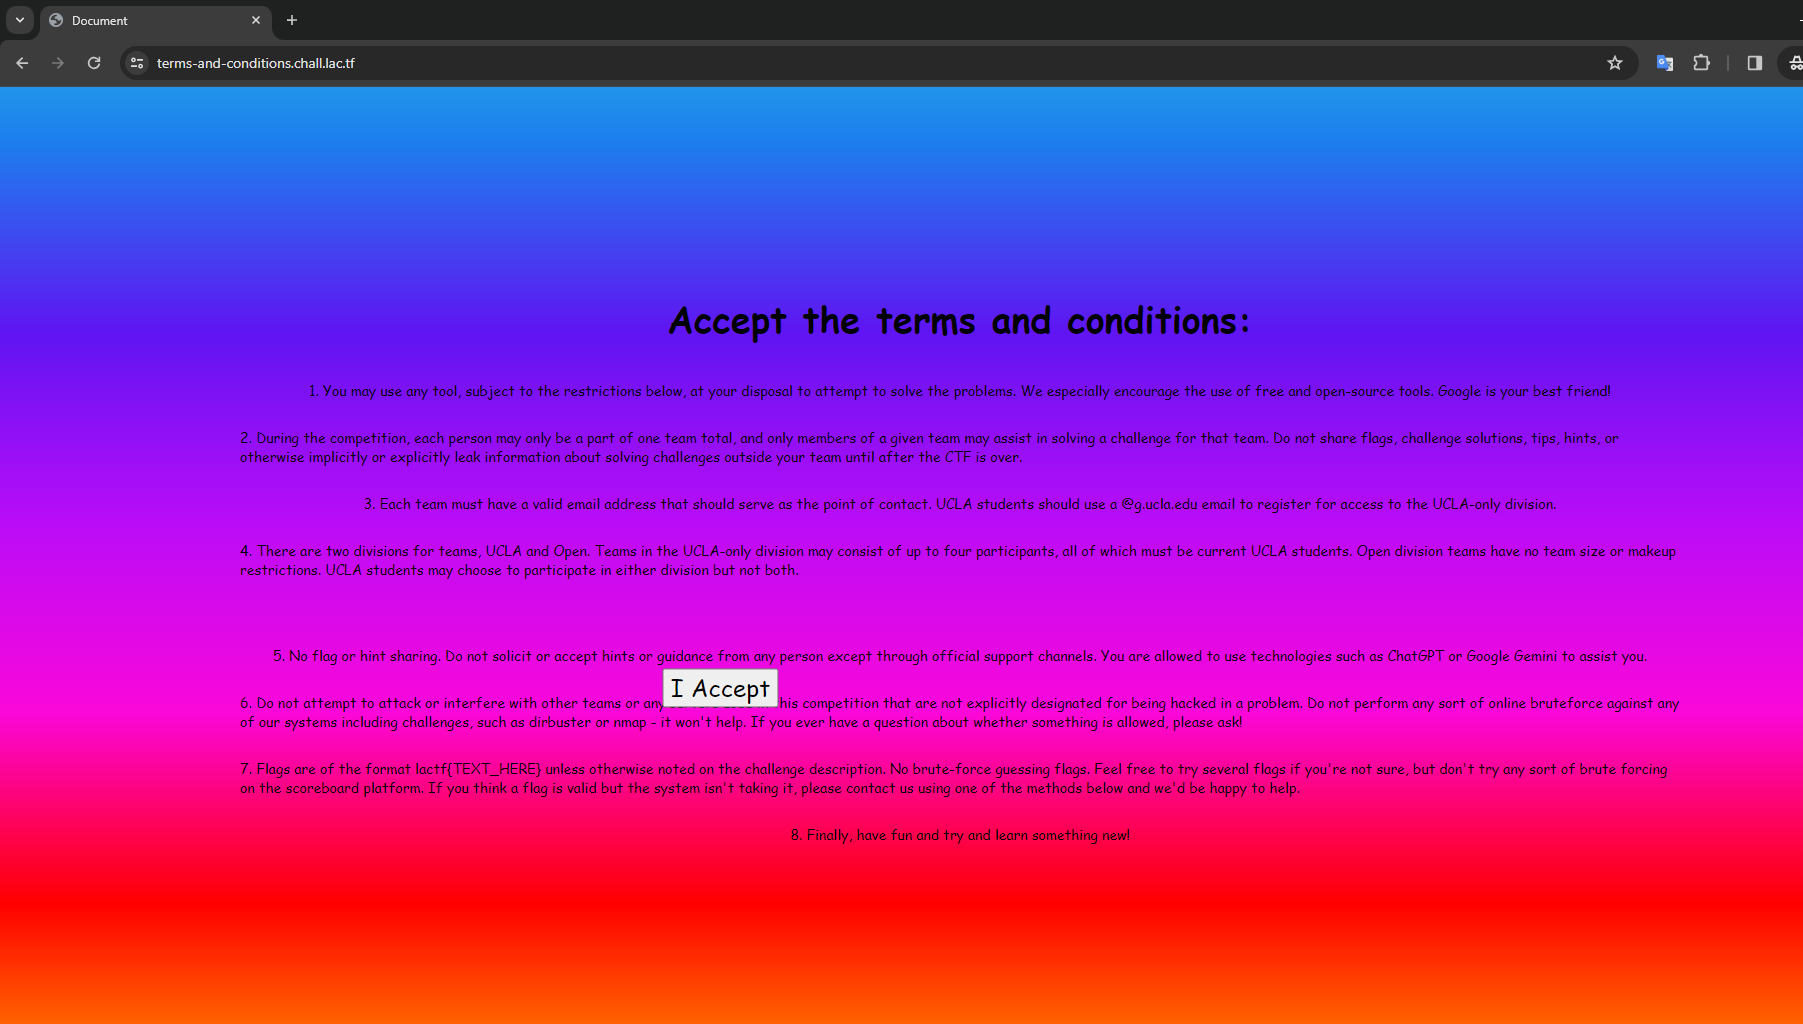 Document
terms-and-conditions.chall.lac.tf
Accept the terms and conditions:
1. You may use any tool, subject to the restrictions below, at your disposal to attempt to solve the problems. We especially encourage the use of free and open-source tools. Google is your best friend!
2. During the competition, each person may only be a part of one team total, and only members of a given team may assist in solving a challenge for that team. Do not share flags, challenge solutions, tips, hints, or
otherwise implicitly or explicitly leak information about solving challenges outside your team until after the CTF is over.
3. Each team must have a valid email address that should serve as the point of contact. UCLA students should use a @g.ucla.edu email to register for access to the UCLA-only division.
4. There are two divisions for teams, UCLA and Open. Teams in the UCLA-only division may consist of up to four participants, all of which must be current UCLA students. Open division teams have no team size or makeup
restrictions. UCLA students may choose to participate in either division but not both.
5. No flag or hint sharing. Do not solicit or accept hints or guidance from any person except through official support channels. You are allowed to use technologies such as ChatGPT or Google Gemini to assist you.
I Accept
6. Do not attempt to attack or interfere with other teams or any his competition that are not explicitly designated for being hacked in a problem. Do not perform any sort of online bruteforce against any
of our systems including challenges, such as dirbuster or nmap - it won't help. If you ever have a question about whether something is allowed, please ask!
7. Flags are of the format lactf{TEXT_HERE} unless otherwise noted on the challenge description. No brute-force guessing flags. Feel free to try several flags if you're not sure, but don't try any sort of brute forcing
on the scoreboard platform. If you think a flag is valid but the system isn't taking it, please contact us using one of the methods below and we'd be happy to help.
8. Finally, have fun and try and learn something new!